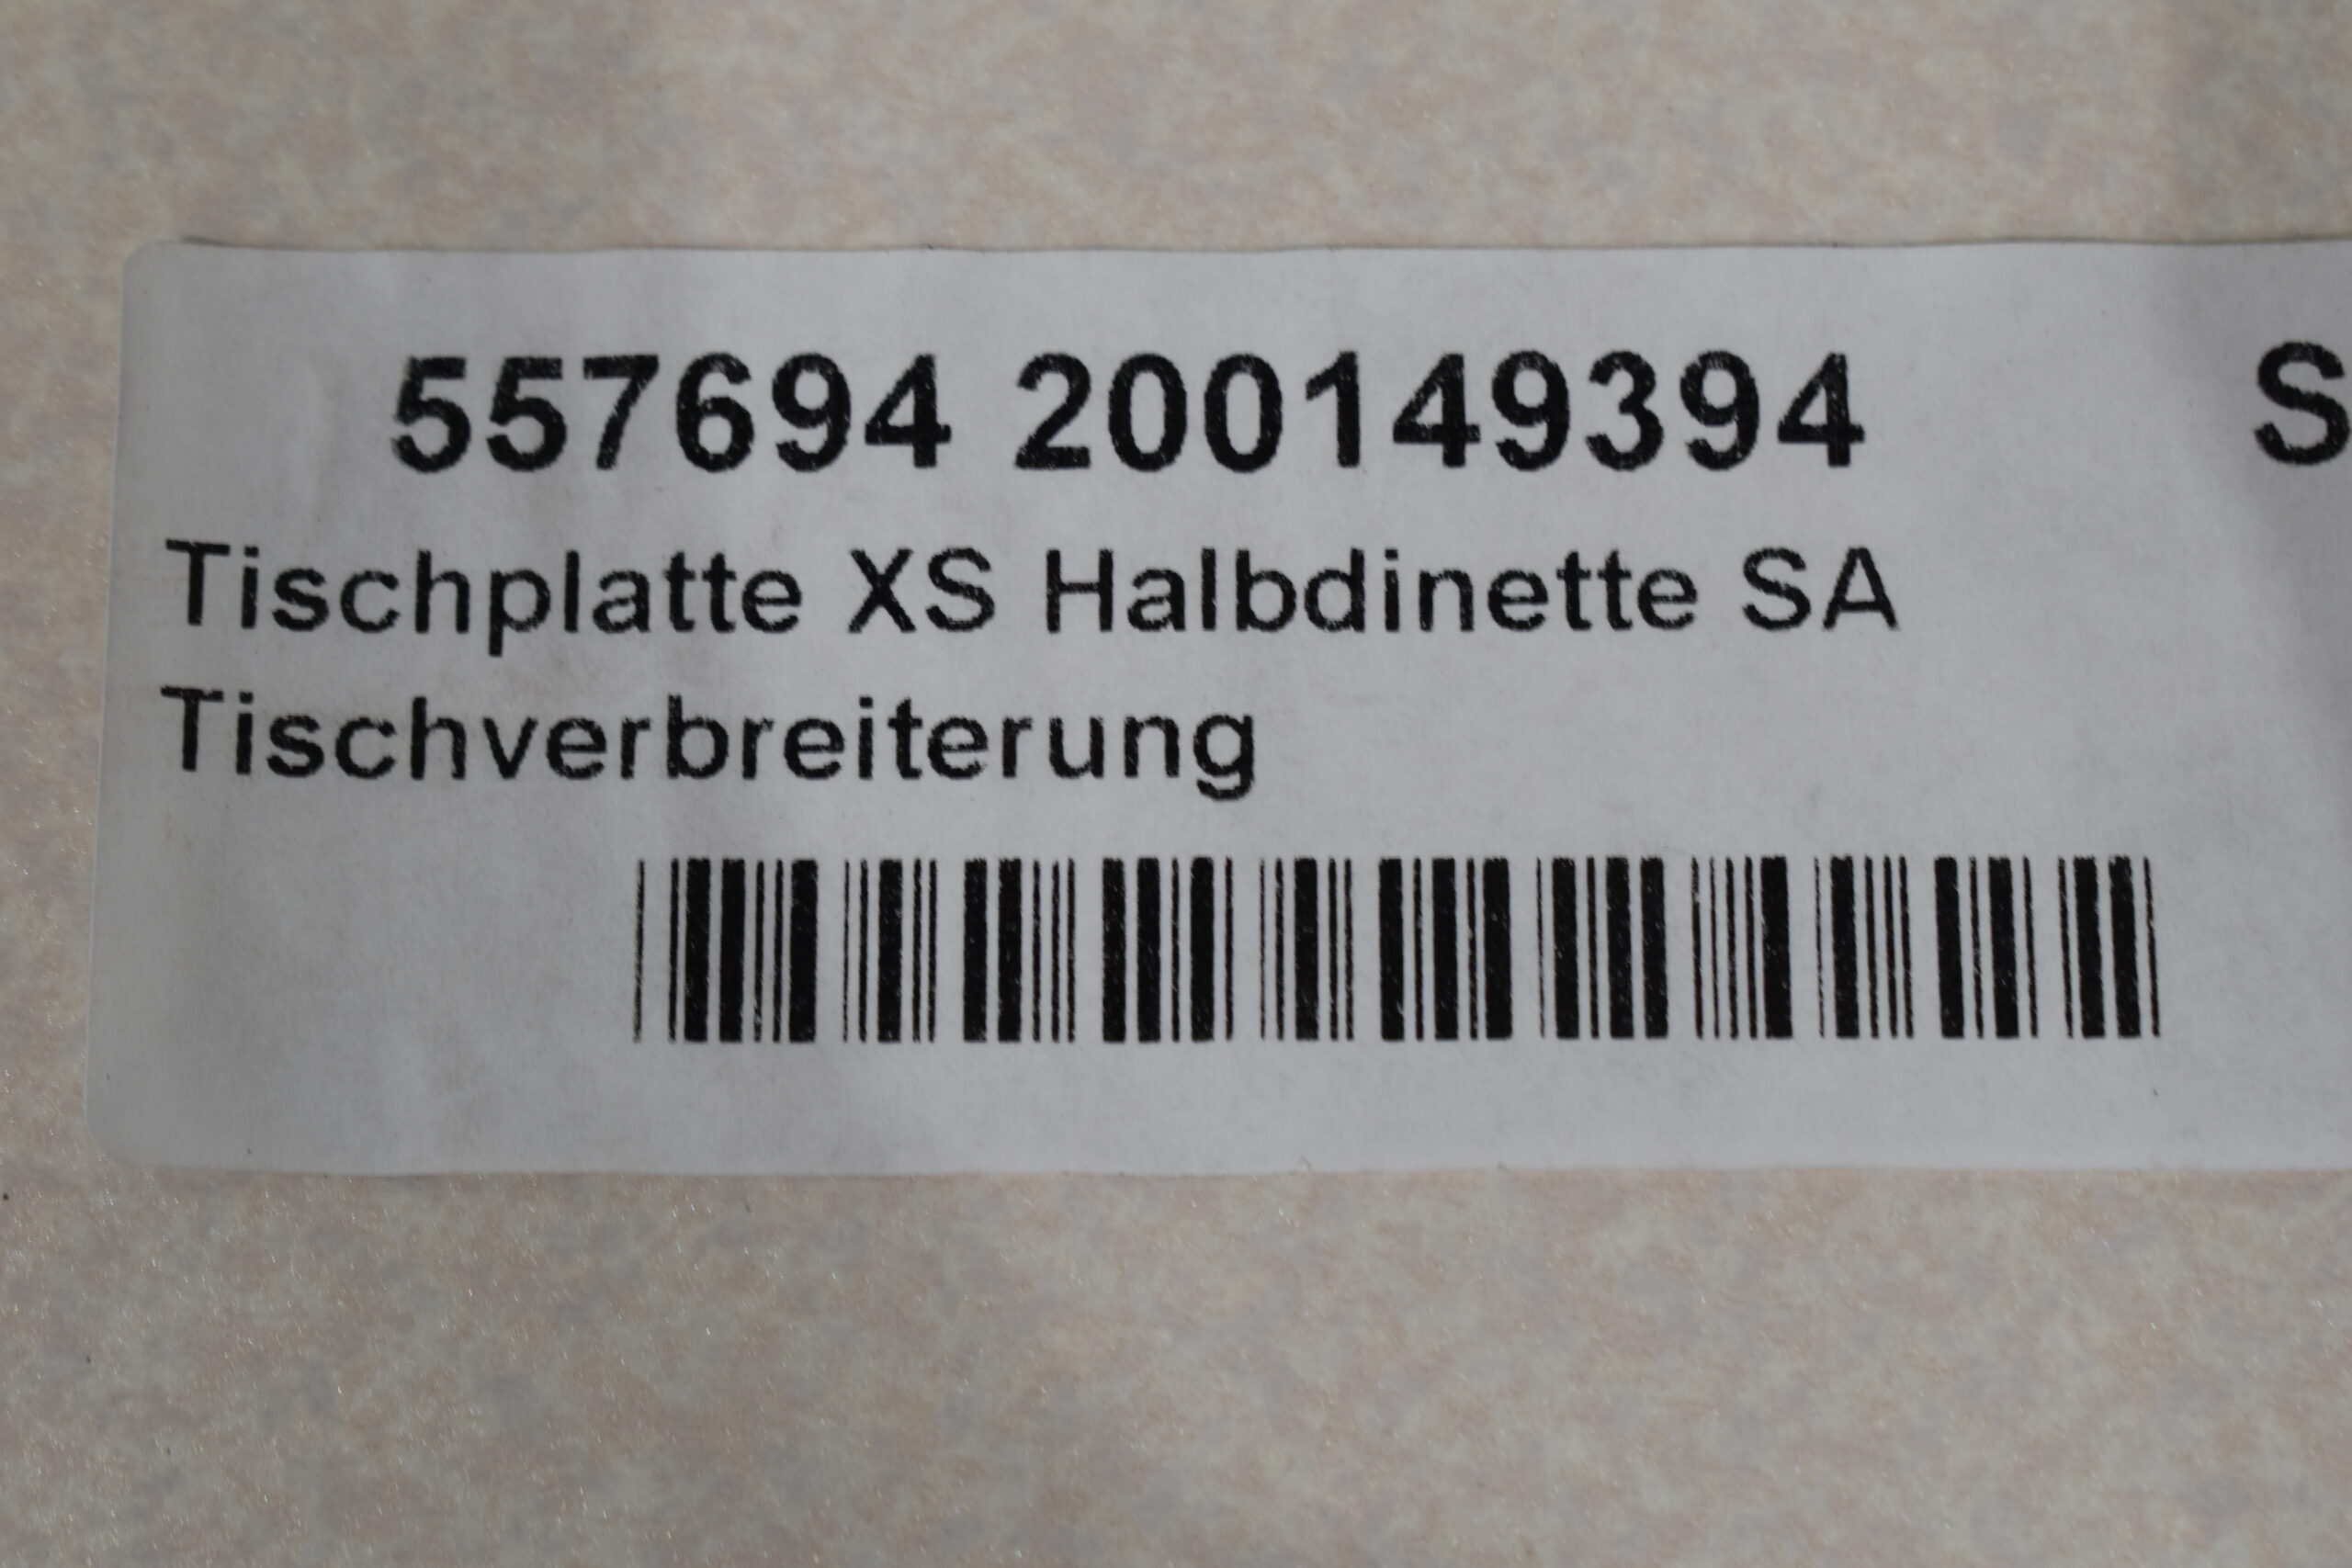 557694 200149394 S
Tischplatte XS Halbdinette SA
Tischverbreiterung